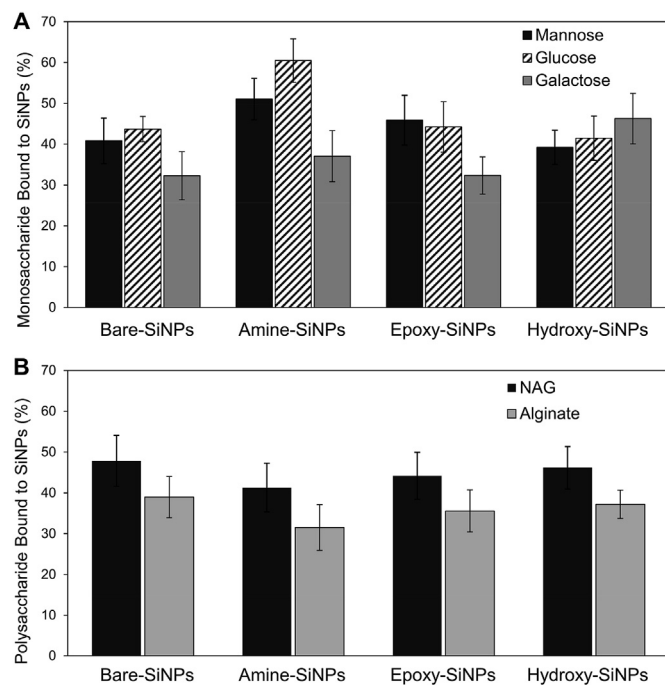 A
Monosaccharide Bound to SiNPs (%)
70
60
50
40
30
20
10
0
Mannose
Glucose
Galactose
Bare-SiNPs Amine-SiNPs Epoxy-SiNPs Hydroxy-SiNPs
B
Polysaccharide Bound to SiNPs (%)
70
60
50
40
30
20
10
0
NAG
Alginate
Bare-SiNPs Amine-SiNPs Epoxy-SiNPs Hydroxy-SiNPs